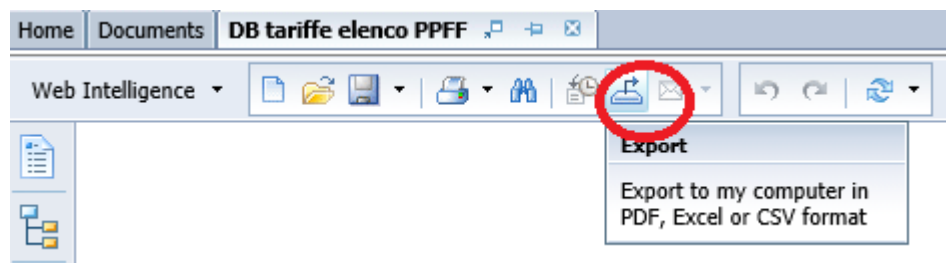 Home Documents DB tariffe elenco PPFF
Web Intelligence
Export
Export to my computer in
PDF, Excel or CSV format